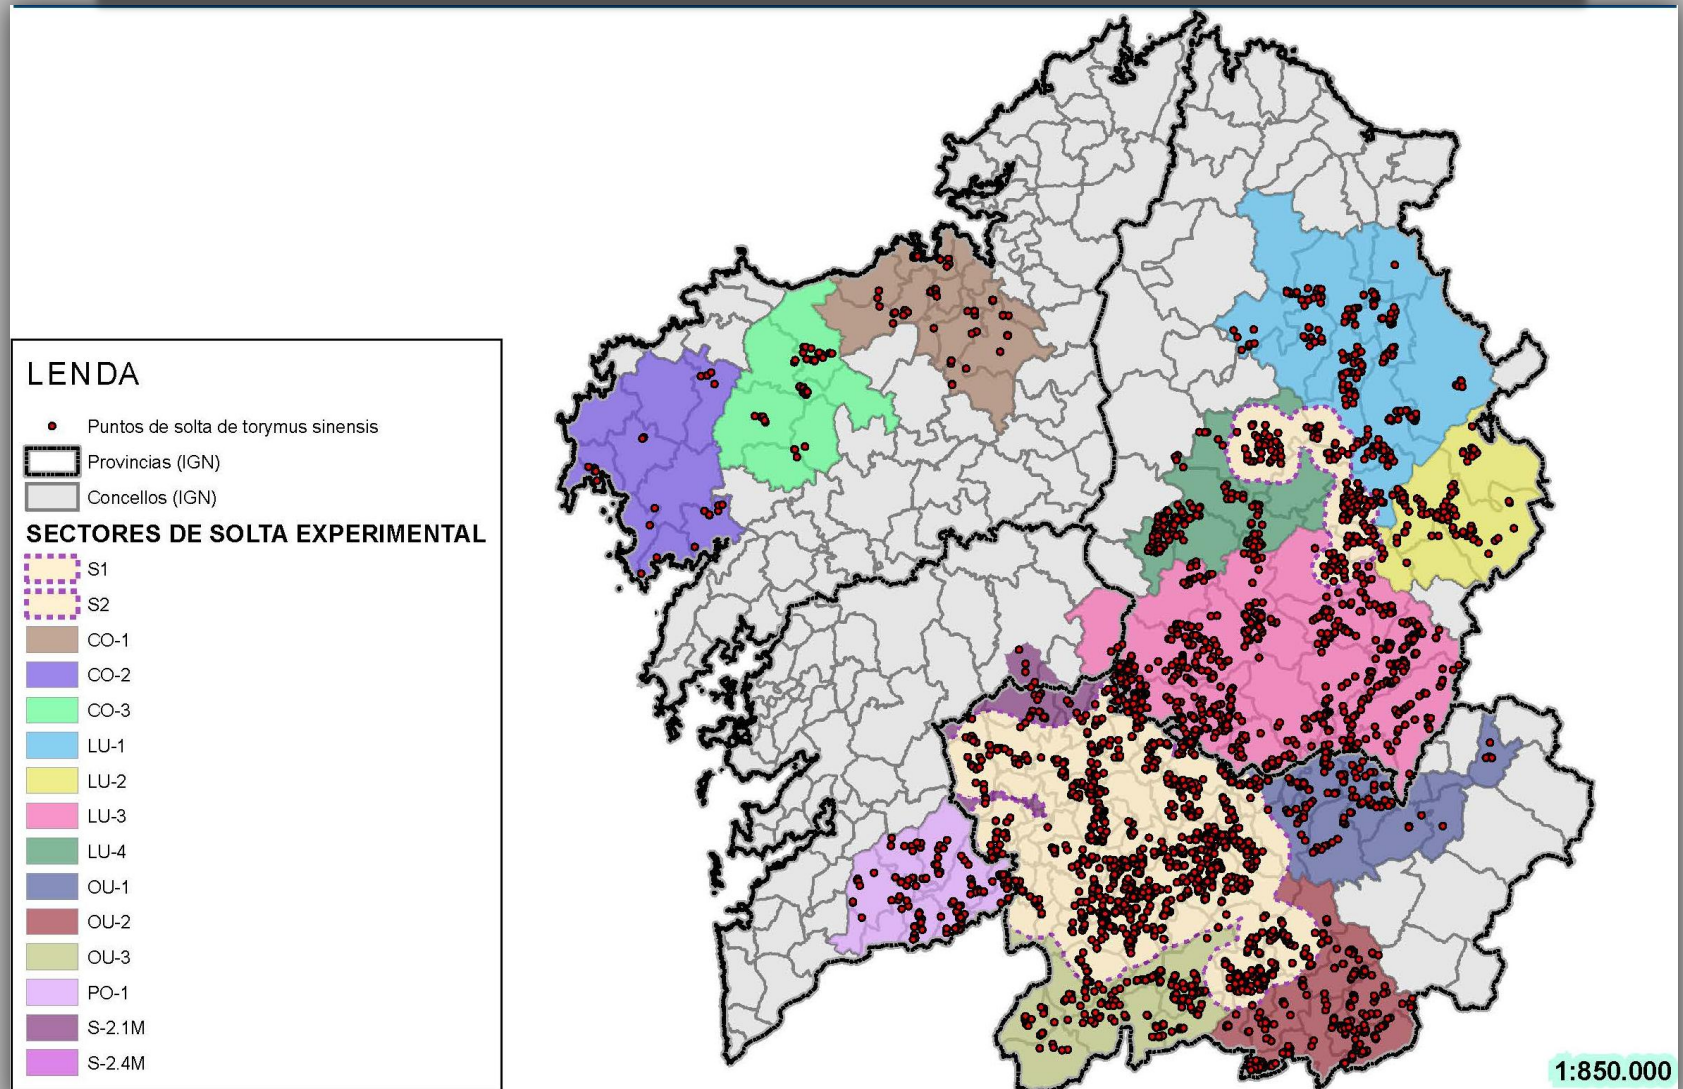 LENDA
Puntos de solta de torymus sinensis
Provincias (IGN)
Concellos (IGN)
SECTORES DE SOLTA EXPERIMENTAL
S1
S2
CO-1
CO-2
CO-3
LU-1
LU-2
LU-3
LU-4
OU-1
OU-2
OU-3
PO-1
S-2.1M
S-2.4M
1:850.000